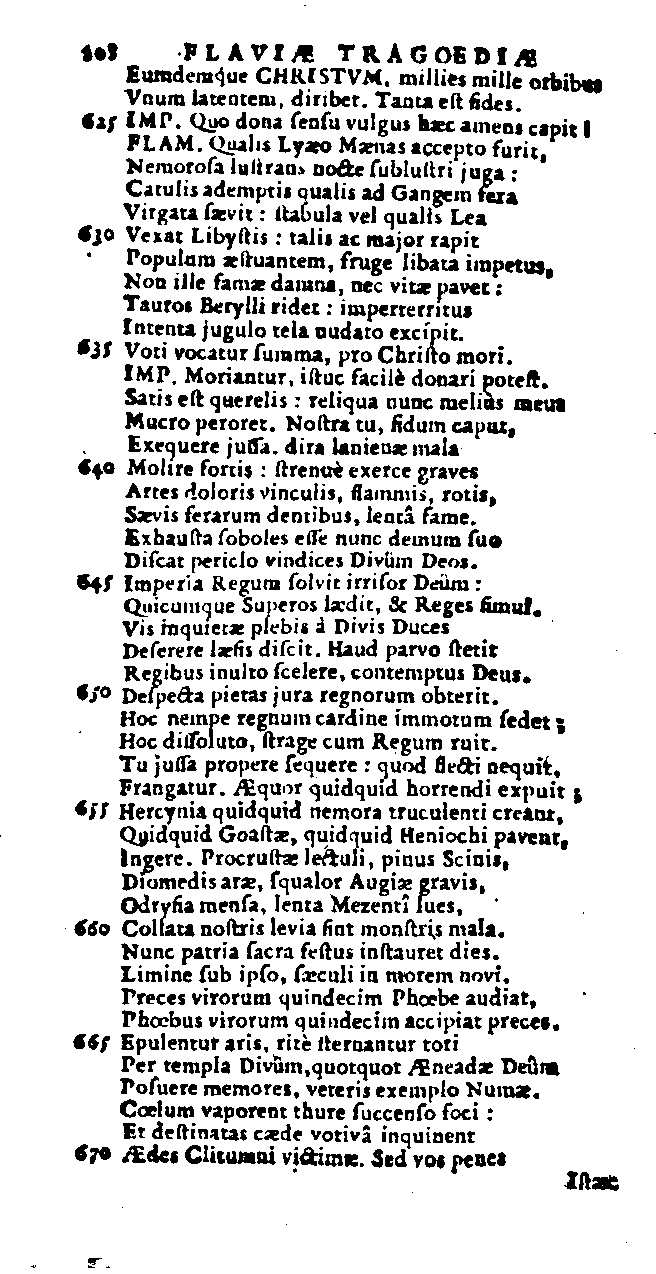 408 FLAVIÆ TRAGOEDIÆ
Eumdemq́ue CHRISTVM, millies mille orbibus
Vnum latentem, diribet. Tanta eſt fides.
625 IMP. Quo dona ſenſu vulgus hæc amens capit!
FLAM. Qualis Lyæo Mænas accepto furit,
Nemoroſa luſtrans nocte ſubluſtri juga:
Catulis ademptis qualis ad Gangem fera
Virgata ſævit: ſtabula vel qualis Lea
630 Vexat Libyſtis: talis ac major rapit
Populum æſtuantem, fruge libata impetus,
Non ille famæ damna, nec vitæ pavet:
Tauros Berylli ridet: imperterritus
Intenta jugulo tela nudato excipit.
635 Voti vocatur ſumma, pro Chriſto mori.
IMP. Moriantur, iſtuc facilè donari poteſt.
Satis eſt querelis: reliqua nunc meliùs meus
Mucro peroret. Noſtra tu, fidum caput,
Exequere juſſa. dira lanienæ mala
640 Molire fortis: ſtrenuè exerce graves
Artes doloris vinculis, flammis, rotis,
Sævis ferarum dentibus, lentâ fame.
Exhauſta ſoboles eſſe nunc demum ſuo
Diſcat periclo vindices Divûm Deos.
645 Imperia Regum ſolvit irriſor Deûm:
Quicumque Superos lædit, & Reges ſimul.
Vis inquietæ plebis à Divis Duces
Deferere læſis diſcit. Haud parvo ſtetit
Regibus inulto ſcelere, contemptus Deus.
650 Deſpecta pietas jura regnorum obterit.
Hoc nempe regnum cardine immotum ſedet;
Hoc diſſoluto, ſtrage cum Regum ruit.
Tu juſſa propere ſequere: quod flecti nequit,
Frangatur. Æquor quidquid horrendi expuit;
655 Hercynia quidquid nemora truculenti creant,
Quidquid Goaſtæ, quidquid Heniochi pavent,
Ingere. Procruſtæ lectuli, pinus Scinis,
Diomedis aræ, ſqualor Augiæ gravis,
Odryſia menſa, lenta Mezentî lues,
660 Collata noſtris levia ſint monſtris mala.
Nunc patria ſacra feſtus inſtauret dies.
Limine ſub ipſo, ſæculi in morem novi,
Preces virorum quindecim Phœbe audiat,
Phœbus virorum quindecim accipiat preces.
665 Epulentur aris, ritè ſternantur toti
Per templa Divûm, quotquot Æneadæ Deûm
Poſuere memores, veteris exemplo Numæ.
Cœlum vaporent thure ſuccenſo foci:
Et deſtinatas cæde votivâ inquinent
670 Ædes Clitumni victimæ. Sed vos penes
Iſtæc